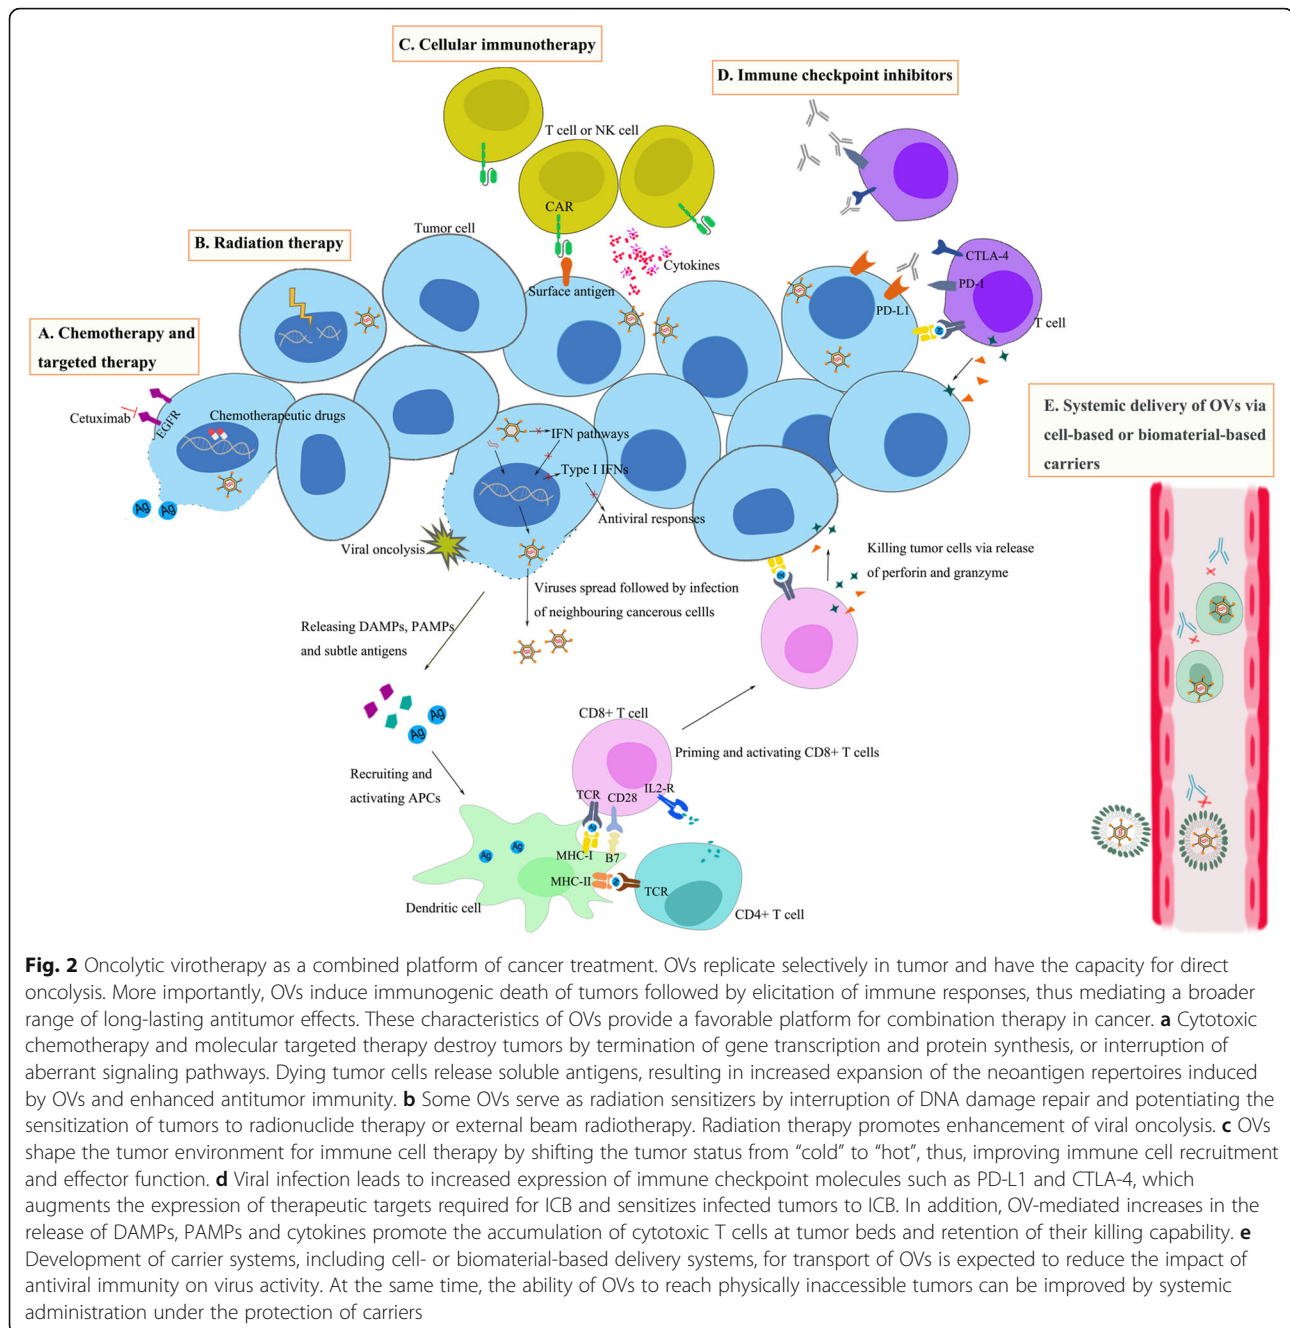 C. Cellular immunotherapy
D. Immune checkpoint inhibitors
T cell or NK cell
CAR
Tumor cell
B. Radiation therapy
Cytokines
CTLA-4
Surface antigen
PD-1
PD-L1
T cell
A. Chemotherapy and
targeted therapy
Cetuximab
EGFR
Chemotherapeutic drugs
IFN pathways
Type I IFNs
Antiviral responses
Ag
Ag
Viral oncolysis
E. Systemic delivery of OVs via
cell-based or biomaterial-based
carriers
Killing tumor cells via release
of perforin and granzyme
Viruses spread followed by infection
of neighbouring cancerous cellls
Releasing DAMPs, PAMPs
and subtle antigens
Ag
Ag
CD8+ T cell
Priming and activating CD8+ T cells
Recruiting and
activating APCs
TCR
CD28
IL2-R
Ag
Ag
Ag
MHC-I
B7
MHC-II
TCR
Dendritic cell
CD4+ T cell
Fig. 2 Oncolytic virotherapy as a combined platform of cancer treatment. OVs replicate selectively in tumor and have the capacity for direct
oncolysis. More importantly, OVs induce immunogenic death of tumors followed by elicitation of immune responses, thus mediating a broader
range of long-lasting antitumor effects. These characteristics of OVs provide a favorable platform for combination therapy in cancer. a Cytotoxic
chemotherapy and molecular targeted therapy destroy tumors by termination of gene transcription and protein synthesis, or interruption of
aberrant signaling pathways. Dying tumor cells release soluble antigens, resulting in increased expansion of the neoantigen repertoires induced
by OVs and enhanced antitumor immunity. b Some OVs serve as radiation sensitizers by interruption of DNA damage repair and potentiating the
sensitization of tumors to radionuclide therapy or external beam radiotherapy. Radiation therapy promotes enhancement of viral oncolysis. c OVs
shape the tumor environment for immune cell therapy by shifting the tumor status from “cold” to “hot”, thus, improving immune cell recruitment
and effector function. d Viral infection leads to increased expression of immune checkpoint molecules such as PD-L1 and CTLA-4, which
augments the expression of therapeutic targets required for ICB and sensitizes infected tumors to ICB. In addition, OV-mediated increases in the
release of DAMPs, PAMPs and cytokines promote the accumulation of cytotoxic T cells at tumor beds and retention of their killing capability. e
Development of carrier systems, including cell- or biomaterial-based delivery systems, for transport of OVs is expected to reduce the impact of
antiviral immunity on virus activity. At the same time, the ability of OVs to reach physically inaccessible tumors can be improved by systemic
administration under the protection of carriers